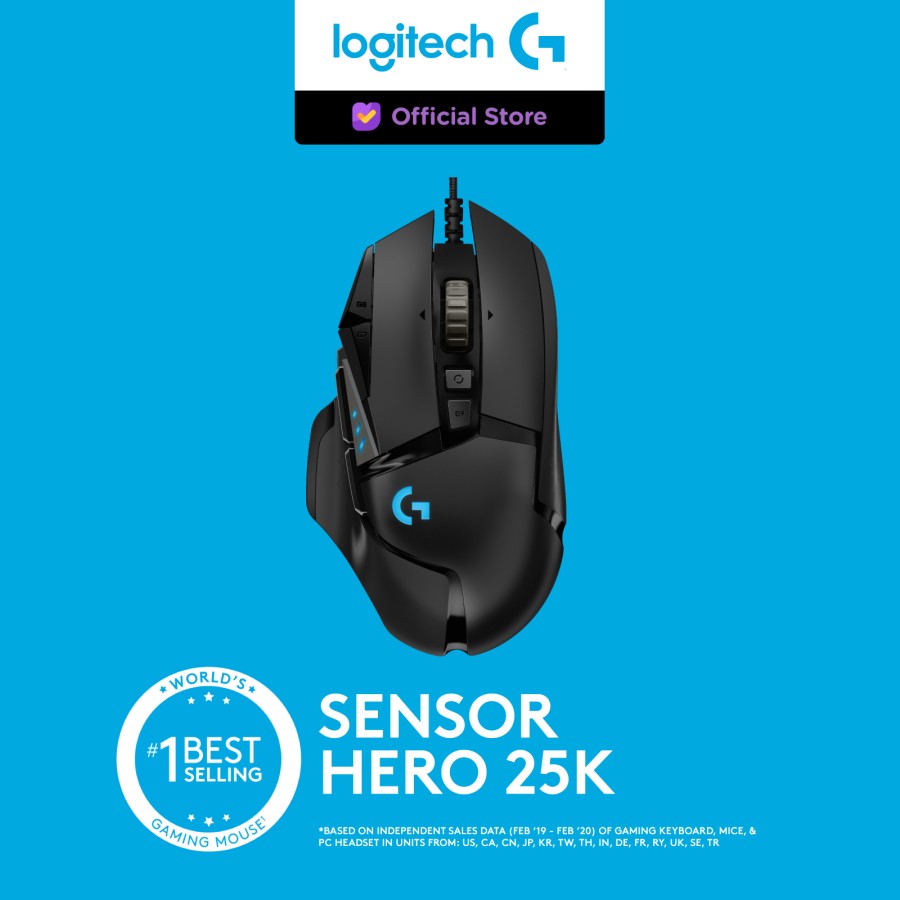 logitech G
Official Store
G
WORLD'S
#1 BEST
SELLING
GAMING MOUSE¹
SENSOR
HERO 25K
*BASED ON INDEPENDENT SALES DATA (FEB '19 - FEB '20) OF GAMING KEYBOARD, MICE, &
PC HEADSET IN UNITS FROM: US, CA, CN, JP, KR, TW, TH, IN, DE, FR, RY, UK, SE, TR